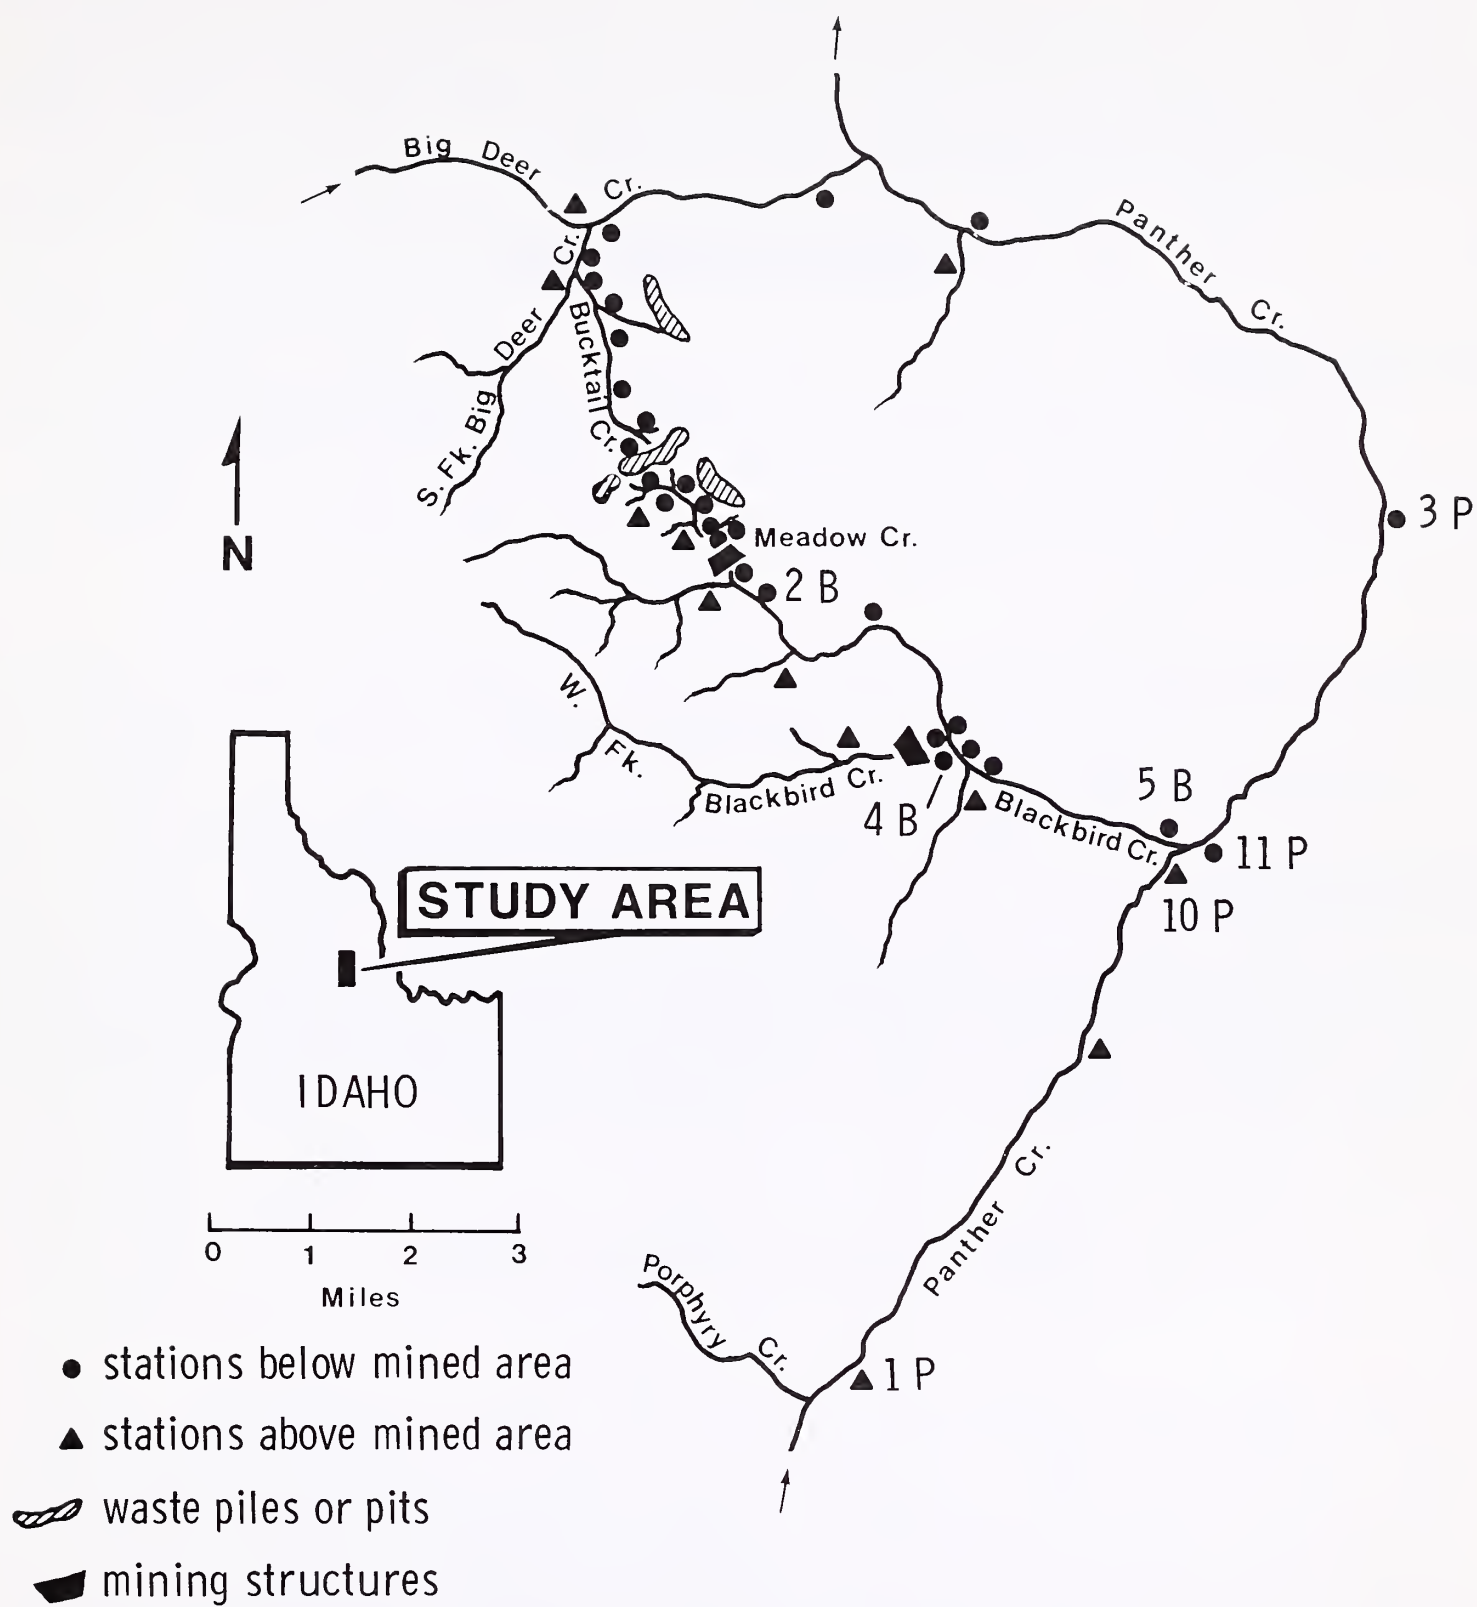 Big Deer Cr.
Panther Cr.
Cr.
S. Fk. Big Deer
Bucktail Cr.
N
3 P
Meadow Cr.
2 B
W. Fk. Blackbird Cr.
4 B
Blackbird Cr.
5 B
11 P
10 P
STUDY AREA
IDAHO
Panther Cr.
0 1 2 3
Miles
Porphyry Cr.
1 P
stations below mined area
stations above mined area
waste piles or pits
mining structures